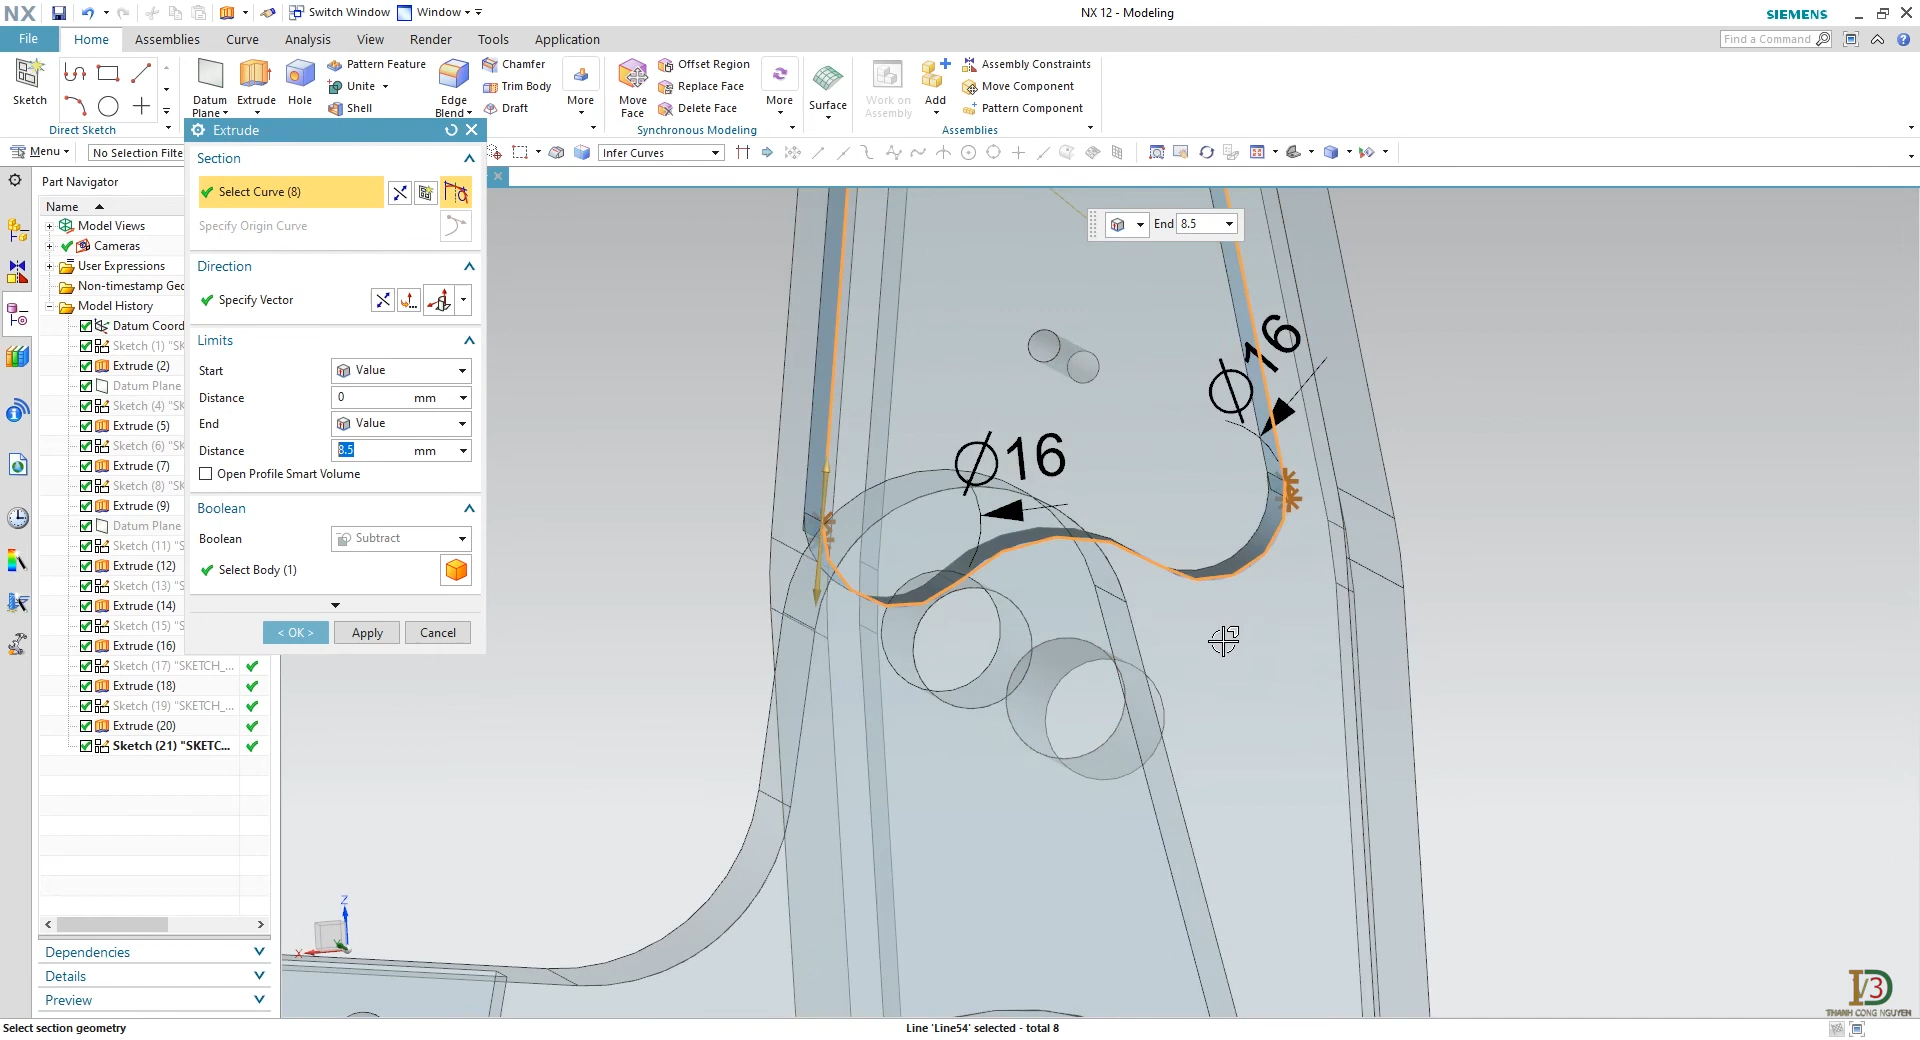 NX
Switch Window
Window
NX 12 - Modeling
SIEMENS
File
Home
Assemblies
Curve
Analysis
View
Render
Tools
Application
Find a Command
Sketch
Direct Sketch
Datum
Plane
Extrude
Hole
Pattern Feature
Unite
Shell
Edge
Blend
Chamfer
Trim Body
Draft
More
Move
Face
Offset Region
Replace Face
Delete Face
More
Synchronous Modeling
Surface
Work on
Assembly
Add
Assembly Constraints
Move Component
Pattern Component
Assemblies
Menu
No Selection Filte
Infer Curves
Extrude
Section
Select Curve (8)
Specify Origin Curve
Direction
Specify Vector
Limits
Start
Value
Distance
0
mm
End
Value
Distance
8.5
mm
Open Profile Smart Volume
Boolean
Boolean
Subtract
Select Body (1)
< OK >
Apply
Cancel
Part Navigator
Name
Model Views
Cameras
User Expressions
Non-timestamp Geo
Model History
Datum Coord
Sketch (1) "SK
Extrude (2)
Datum Plane
Sketch (4) "SK
Extrude (5)
Sketch (6) "SK
Extrude (7)
Sketch (8) "SK
Extrude (9)
Datum Plane
Sketch (11) "S
Extrude (12)
Sketch (13) "S
Extrude (14)
Sketch (15) "S
Extrude (16)
Sketch (17) "SKETCH_...
Extrude (18)
Sketch (19) "SKETCH_...
Extrude (20)
Sketch (21) "SKETC...
Dependencies
Details
Preview
End 8.5
Ø16
Ø16
Z
X
THANH CONG NGUYEN
Select section geometry
Line 'Line54' selected - total 8